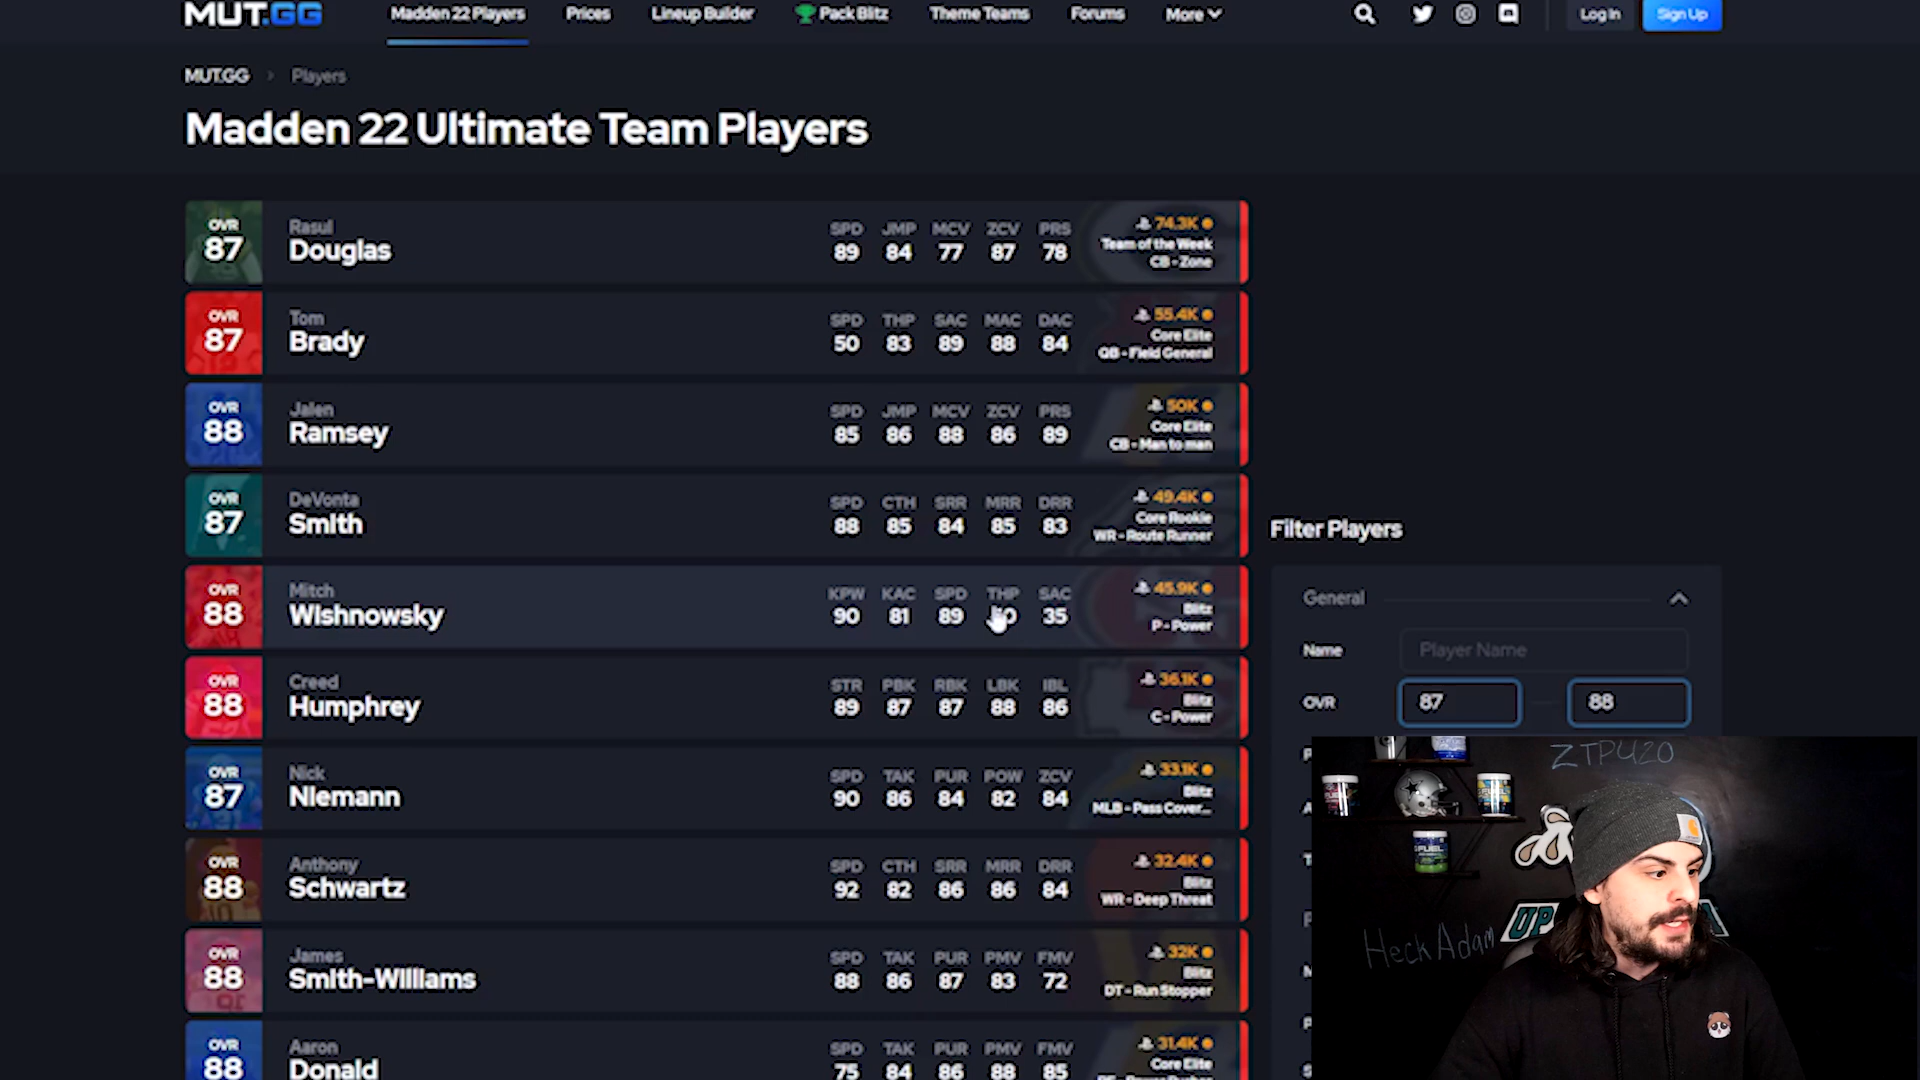 MUT.GG Madden 22 Players Prices Lineup Builder Pack Blitz Theme Teams Forums More Log In Sign Up
MUT.GG > Players
Madden 22 Ultimate Team Players
OVR 87 Rasul Douglas SPD 89 JMP 84 MCV 77 ZCV 87 PRS 78 74.3K Team of the Week CB - Zone
OVR 87 Tom Brady SPD 50 THP 83 SAC 89 MAC 88 DAC 84 55.4K Core Elite QB - Field General
OVR 88 Jalen Ramsey SPD 85 JMP 86 MCV 88 ZCV 86 PRS 89 50K Core Elite CB - Man to man
OVR 87 DeVonta Smith SPD 88 CTH 85 SRR 84 MRR 85 DRR 83 49.4K Core Rookie WR - Route Runner
OVR 88 Mitch Wishnowsky KPW 90 KAC 81 SPD 89 THP SAC 35 45.9K Blitz P - Power
OVR 88 Creed Humphrey STR 89 PBK 87 RBK 87 LBK 88 IBL 86 36.1K Blitz C - Power
OVR 87 Nick Niemann SPD 90 TAK 86 PUR 84 POW 82 ZCV 84 33.1K Blitz MLB - Pass Cover...
OVR 88 Anthony Schwartz SPD 92 CTH 82 SRR 86 MRR 86 DRR 84 32.4K Blitz WR - Deep Threat
OVR 88 James Smith-Williams SPD 88 TAK 86 PUR 87 PMV 83 FMV 72 32K Blitz DT - Run Stopper
OVR 88 Aaron Donald SPD 75 TAK 84 PUR 86 PMV 88 FMV 85 31.4K Core Elite
Filter Players
General
Name Player Name
OVR 87 88
ZTP420
HeckAdam
UP